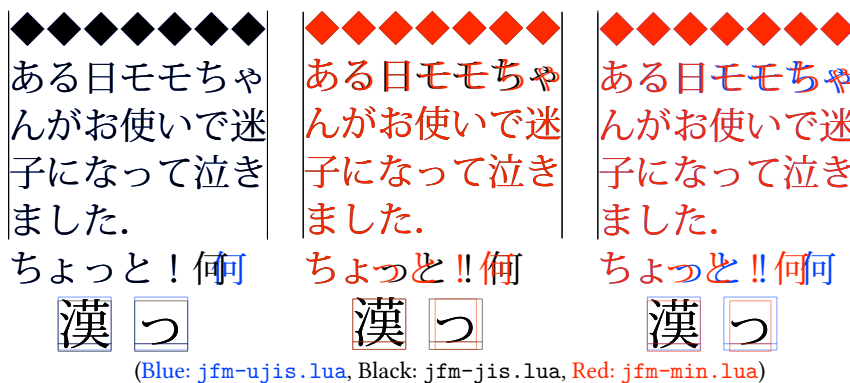 ◆◆◆◆◆◆◆
ある日モモちゃ
んがお使いで迷
子になって泣き
ました.
ちょっと！何
漢 っ
◆◆◆◆◆◆◆
ある日モモちゃ
んがお使いで迷
子になって泣き
ました.
ちょっと!!何
漢 っ
◆◆◆◆◆◆◆
ある日モモちゃ
んがお使いで迷
子になって泣き
ました.
ちょっと!!何何
漢 っ
(Blue: jfm-ujis.lua, Black: jfm-jis.lua, Red: jfm-min.lua)